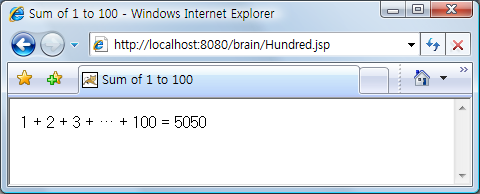 Sum of 1 to 100 - Windows Internet Explorer
http://localhost:8080/brain/Hundred.jsp
Sum of 1 to 100
1 + 2 + 3 + ⋯ + 100 = 5050